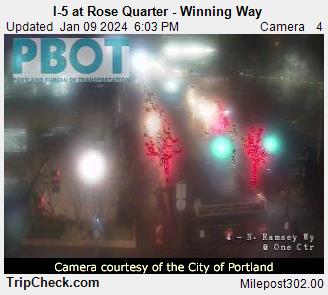 I-5 at Rose Quarter - Winning Way
Updated Jan 09 2024 6:03 PM Camera 4
PBOT
PORTLAND BUREAU OF TRANSPORTATION
4 - N. Ramsey Wy
@ One Ctr
Camera courtesy of the City of Portland
TripCheck.com Milepost302.00